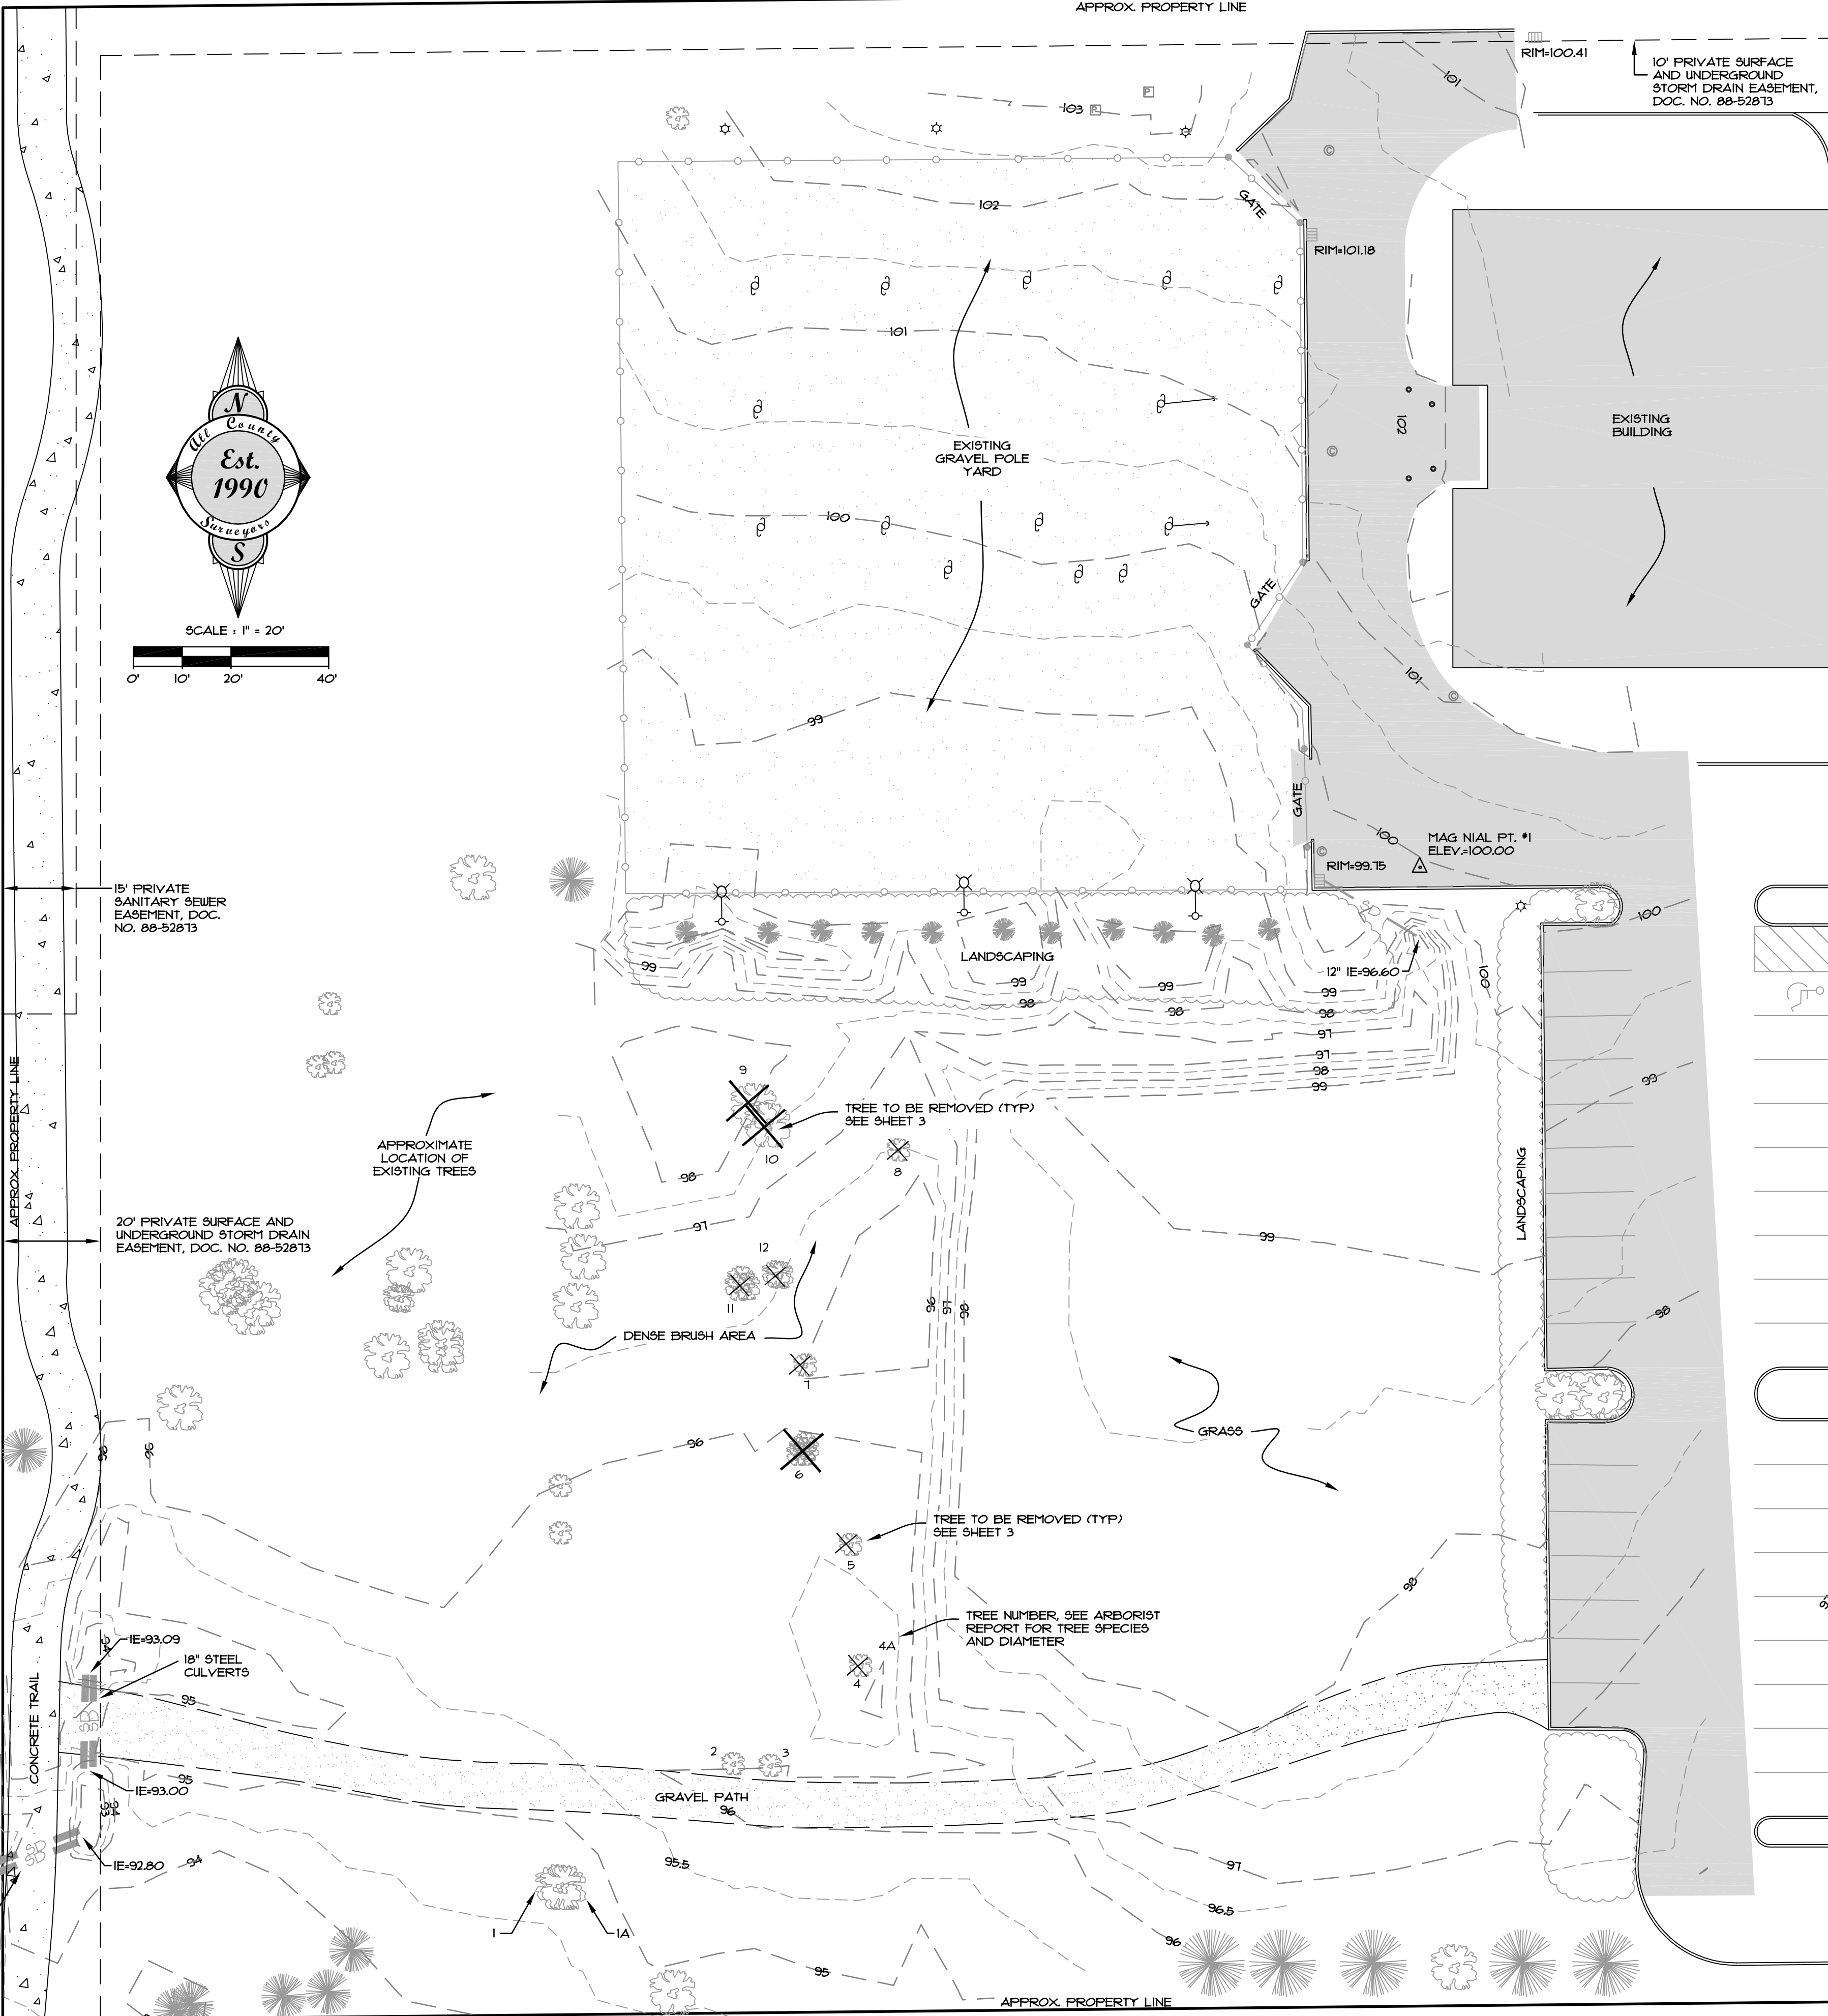 APPROX. PROPERTY LINE
RIM=100.41
10' PRIVATE SURFACE
AND UNDERGROUND
STORM DRAIN EASEMENT,
DOC. NO. 88-52873
101
P
P
103
©
GATE
102
RIM=101.18
N
All County
Est.
1990
Surveyors
S
101
102
EXISTING
BUILDING
EXISTING
GRAVEL POLE
YARD
©
100
GATE
SCALE : 1" = 20'
0' 10' 20' 40'
101
©
99
GATE
100
MAG NIAL PT. #1
ELEV.=100.00
©
RIM=99.75
15' PRIVATE
SANITARY SEWER
EASEMENT, DOC.
NO. 88-52873
SD
100
LANDSCAPING
99
99
99
99
12" IE=96.60
100
98
98
98
97
97
98
99
APPROX. PROPERTY LINE
9
TREE TO BE REMOVED (TYP)
SEE SHEET 3
10
8
99
APPROXIMATE
LOCATION OF
EXISTING TREES
98
LANDSCAPING
20' PRIVATE SURFACE AND
UNDERGROUND STORM DRAIN
EASEMENT, DOC. NO. 88-52873
97
99
12
11
96
97
98
98
DENSE BRUSH AREA
7
GRASS
96
96
96
6
TREE TO BE REMOVED (TYP)
SEE SHEET 3
5
98
TREE NUMBER, SEE ARBORIST
REPORT FOR TREE SPECIES
AND DIAMETER
4A
4
IE=93.09
94
18" STEEL
CULVERTS
95
SD
CONCRETE TRAIL
2
3
95
IE=93.00
GRAVEL PATH
96
93
94
SD
IE=92.80
94
95.5
97
96.5
1
1A
96
95
APPROX. PROPERTY LINE